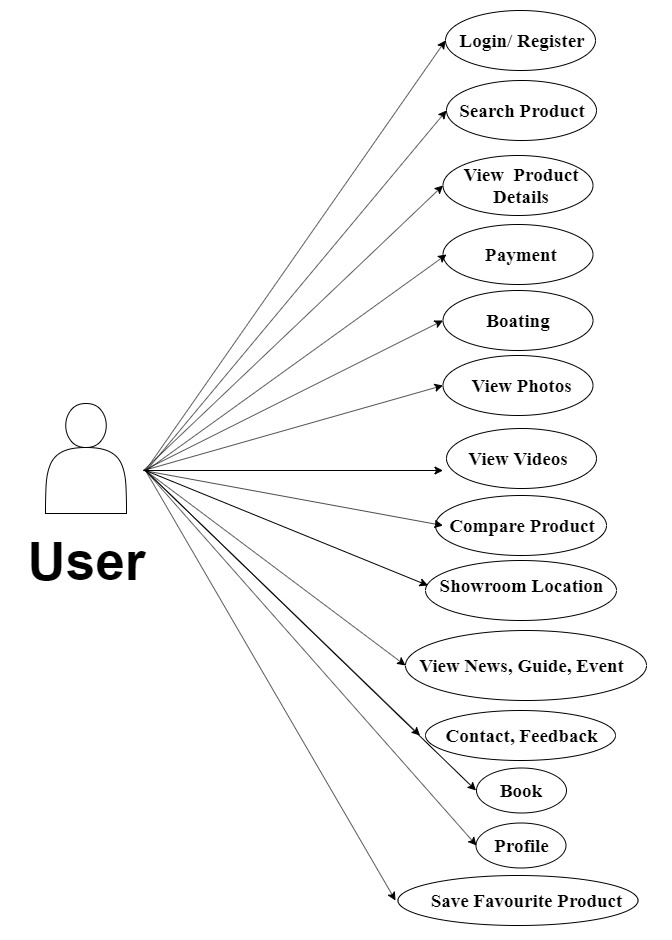 Login/ Register
Search Product
View Product
Details
Payment
Boating
View Photos
View Videos
Compare Product
Showroom Location
View News, Guide, Event
Contact, Feedback
Book
Profile
Save Favourite Product
User